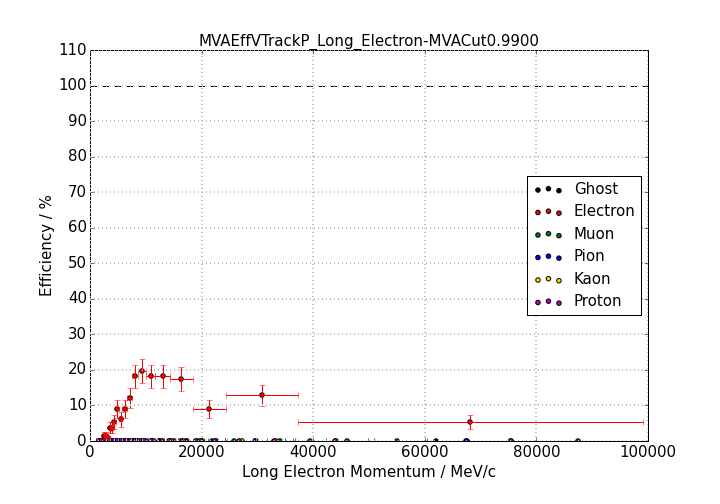 MVAEffVTrackP_Long_Electron-MVACut0.9900
110
100
90
80
70
60
50
40
30
20
10
0
Efficiency / %
Ghost
Electron
Muon
Pion
Kaon
Proton
0 20000 40000 60000 80000 100000
Long Electron Momentum / MeV/c